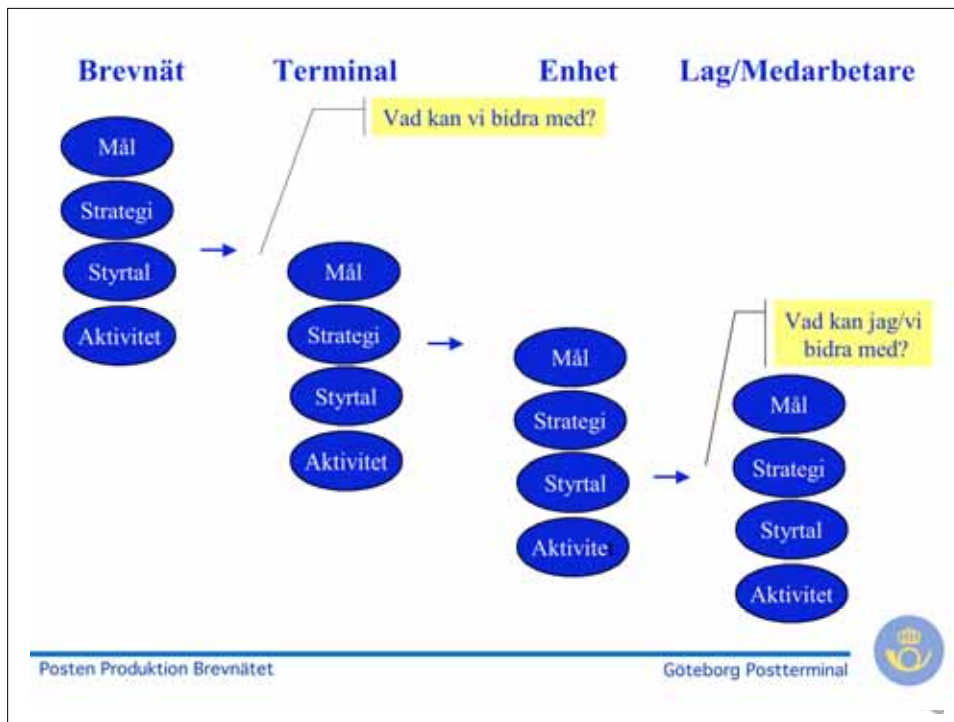 Brevnät
Terminal
Enhet
Lag/Medarbetare
Vad kan vi bidra med?
Mål
Strategi
Styrtal
Aktivitet
Mål
Strategi
Styrtal
Aktivitet
Mål
Strategi
Styrtal
Aktivitet
Vad kan jag/vi
bidra med?
Mål
Strategi
Styrtal
Aktivitet
Posten Produktion Brevnätet
Göteborg Postterminal